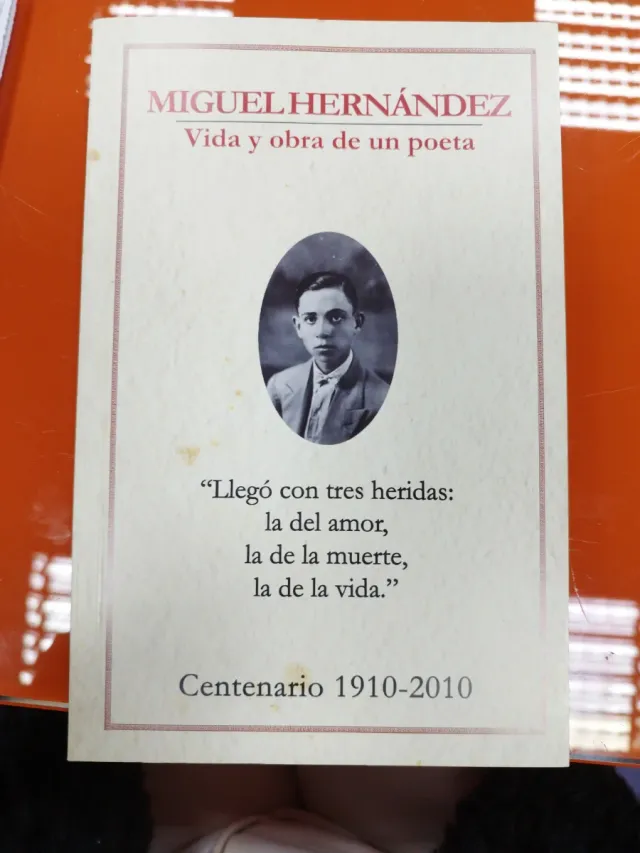 MIGUEL HERNÁNDEZ
Vida y obra de un poeta
“Llegó con tres heridas:
la del amor,
la de la muerte,
la de la vida.”
Centenario 1910-2010